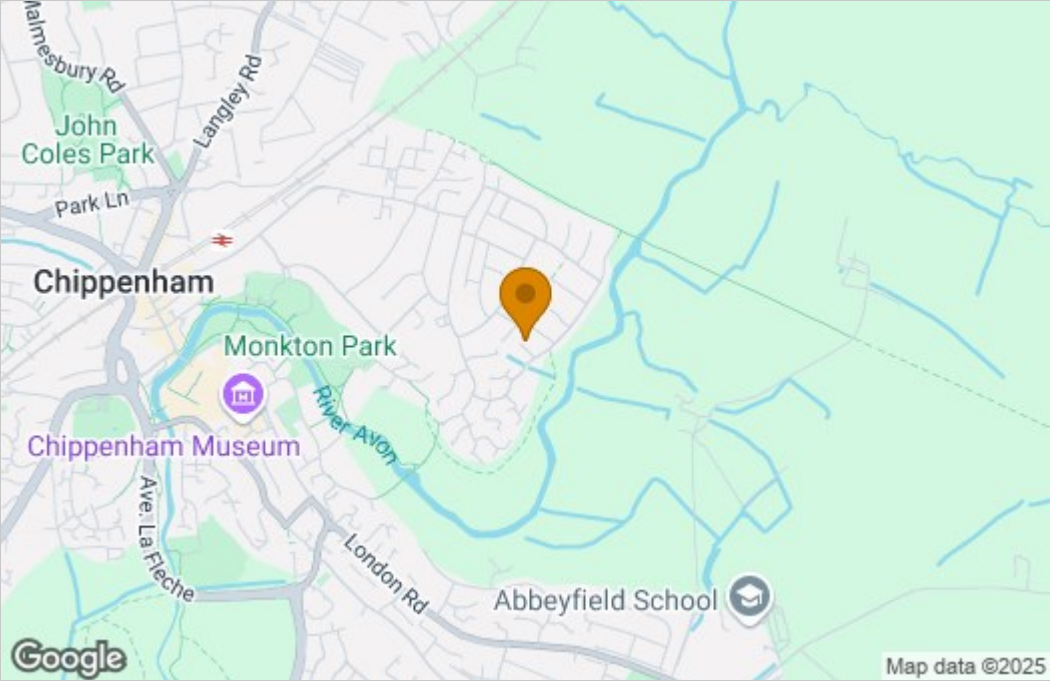 Malmesbury Rd
Langley Rd
John
Coles Park
Park Ln
Chippenham
Monkton Park
River Avon
Chippenham Museum
Ave. La Fleche
London Rd
Abbeyfield School
Google
Map data ©2025